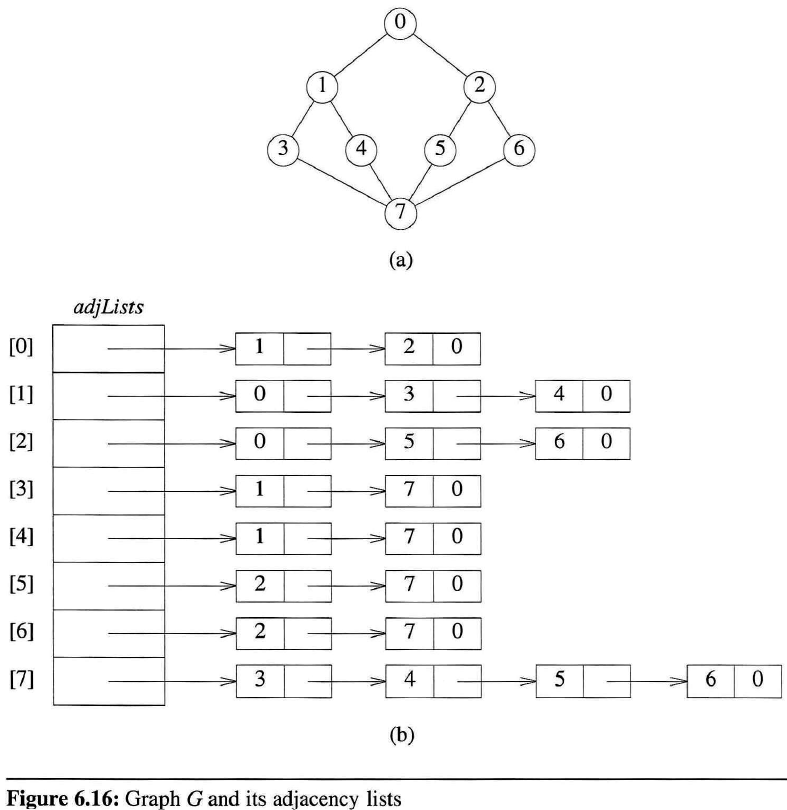 0
1 2
3 4 5 6
7
(a)
adjLists
[0] 1 2 0
[1] 0 3 4 0
[2] 0 5 6 0
[3] 1 7 0
[4] 1 7 0
[5] 2 7 0
[6] 2 7 0
[7] 3 4 5 6 0
(b)
Figure 6.16: Graph G and its adjacency lists